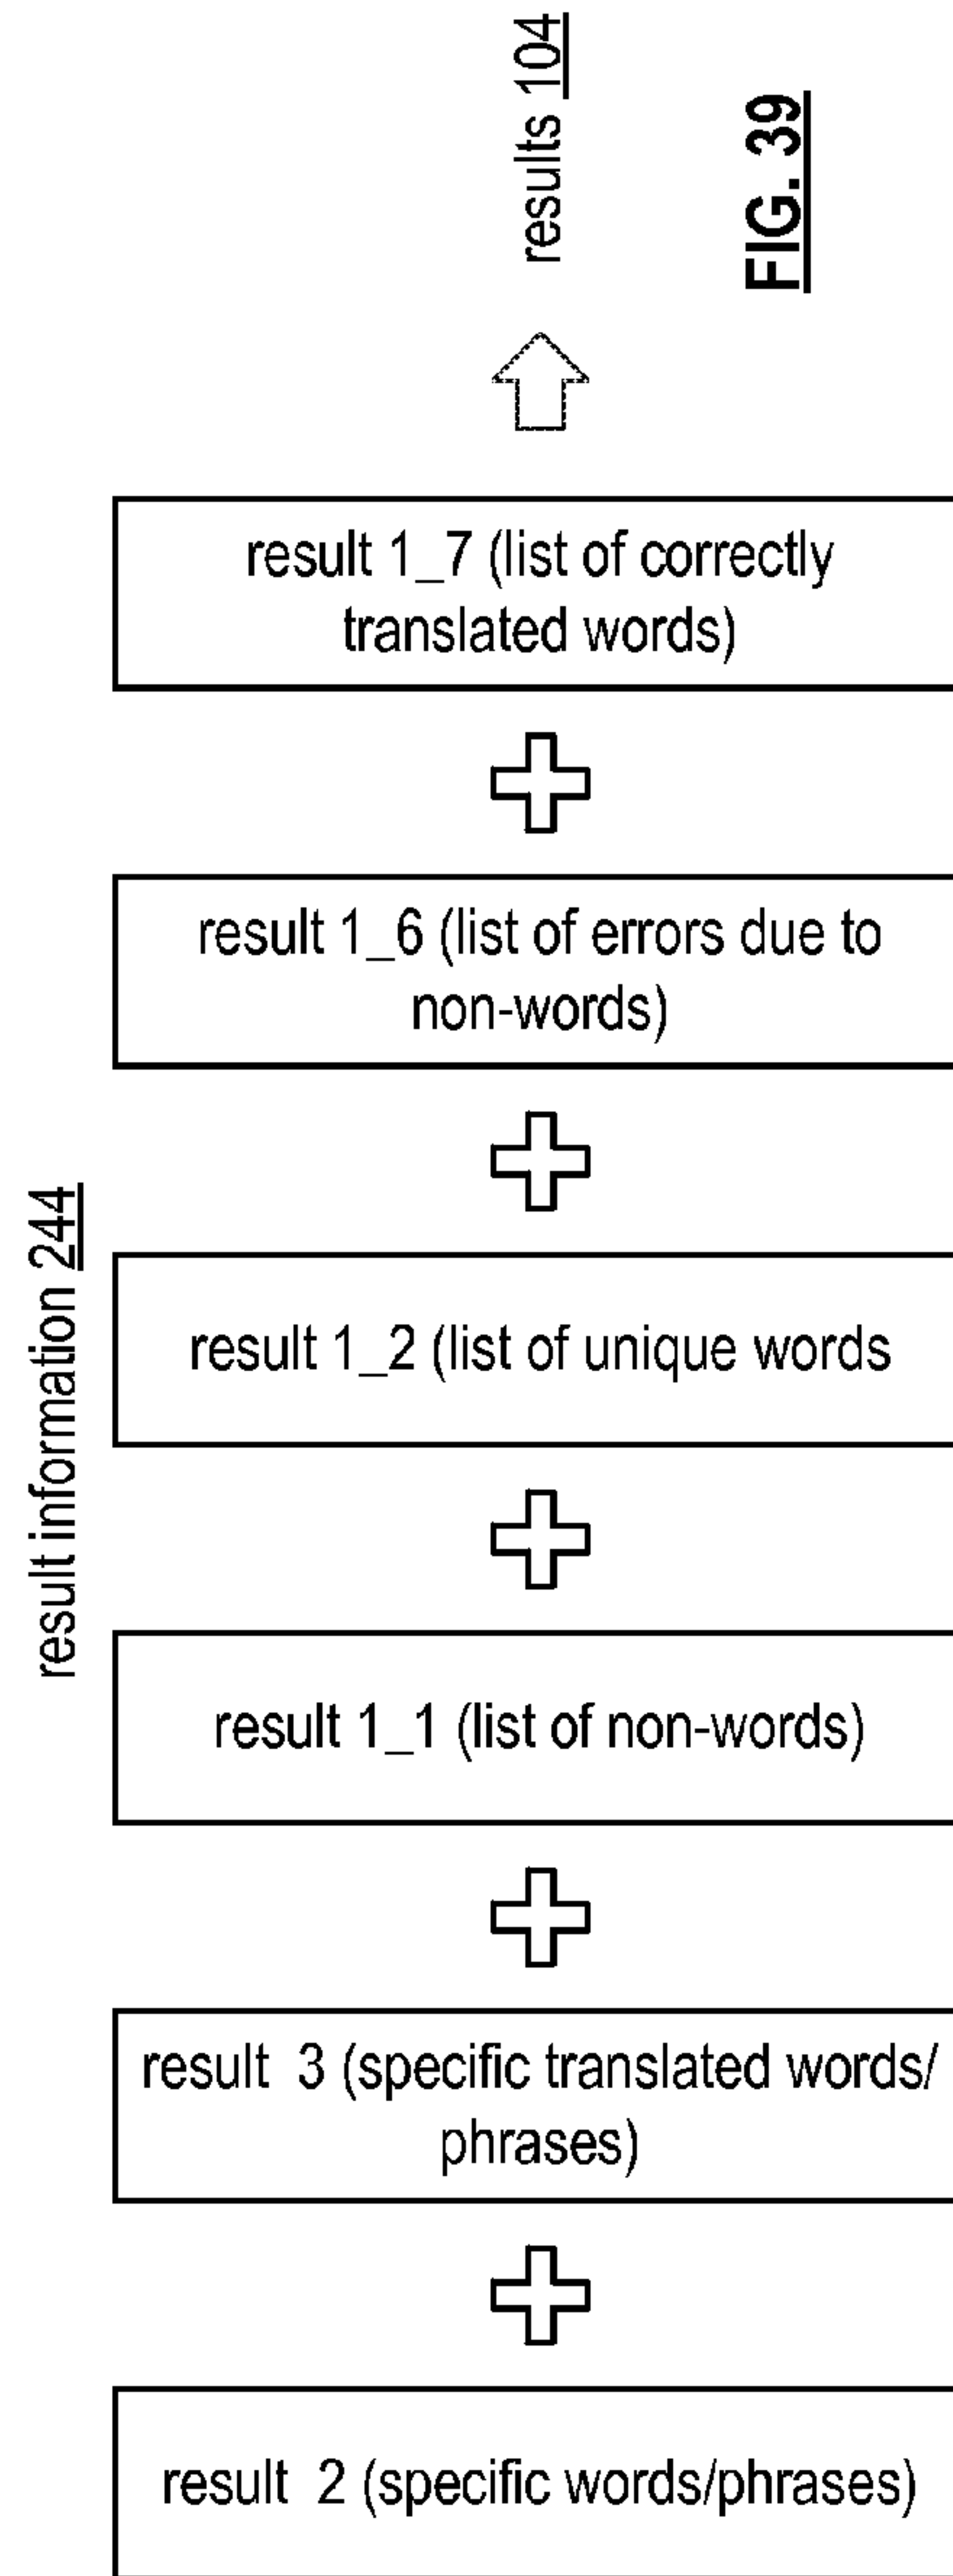 results 104
FIG. 39
result 1_7 (list of correctly
translated words)
result 1_6 (list of errors due to
non-words)
result information 244
result 1_2 (list of unique words
result 1_1 (list of non-words)
result 3 (specific translated words/
phrases)
result 2 (specific words/phrases)